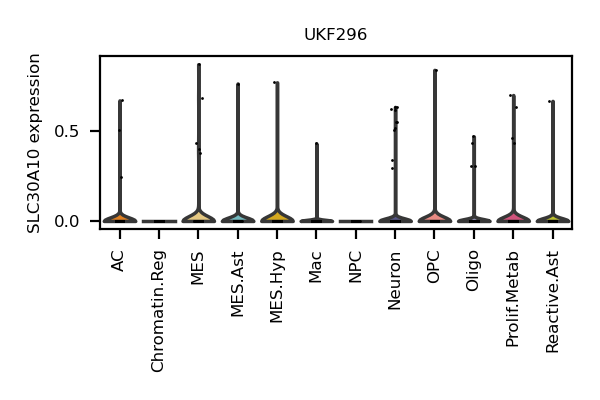 UKF296
SLC30A10 expression
0.5
0.0
AC
Chromatin.Reg
MES
MES.Ast
MES.Hyp
Mac
NPC
Neuron
OPC
Oligo
Prolif.Metab
Reactive.Ast